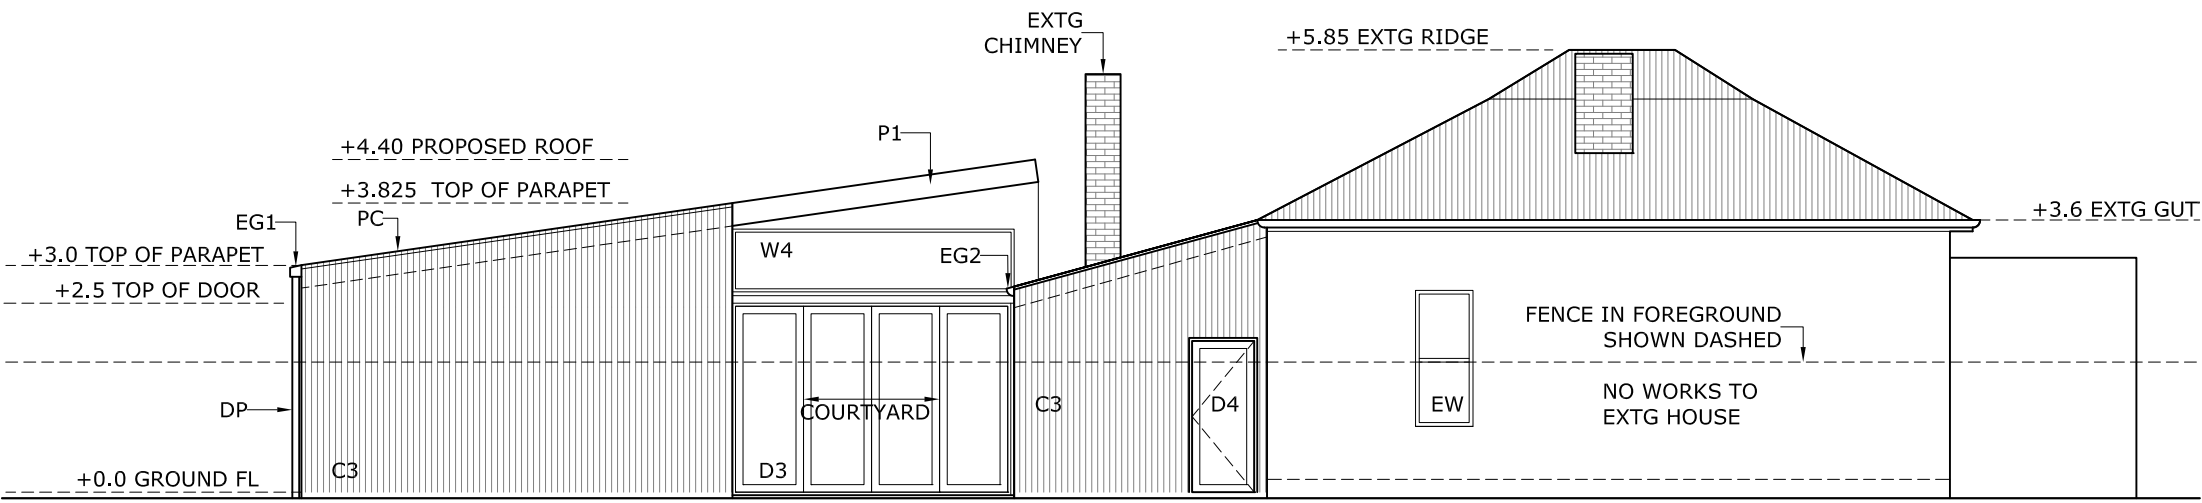 EXTG
CHIMNEY
+5.85 EXTG RIDGE
P1
+4.40 PROPOSED ROOF
+3.825 TOP OF PARAPET
EG1
PC
+3.6 EXTG GUT
+3.0 TOP OF PARAPET
W4
EG2
+2.5 TOP OF DOOR
FENCE IN FOREGROUND
SHOWN DASHED
DP
COURTYARD
C3
D4
EW
NO WORKS TO
EXTG HOUSE
+0.0 GROUND FL
C3
D3